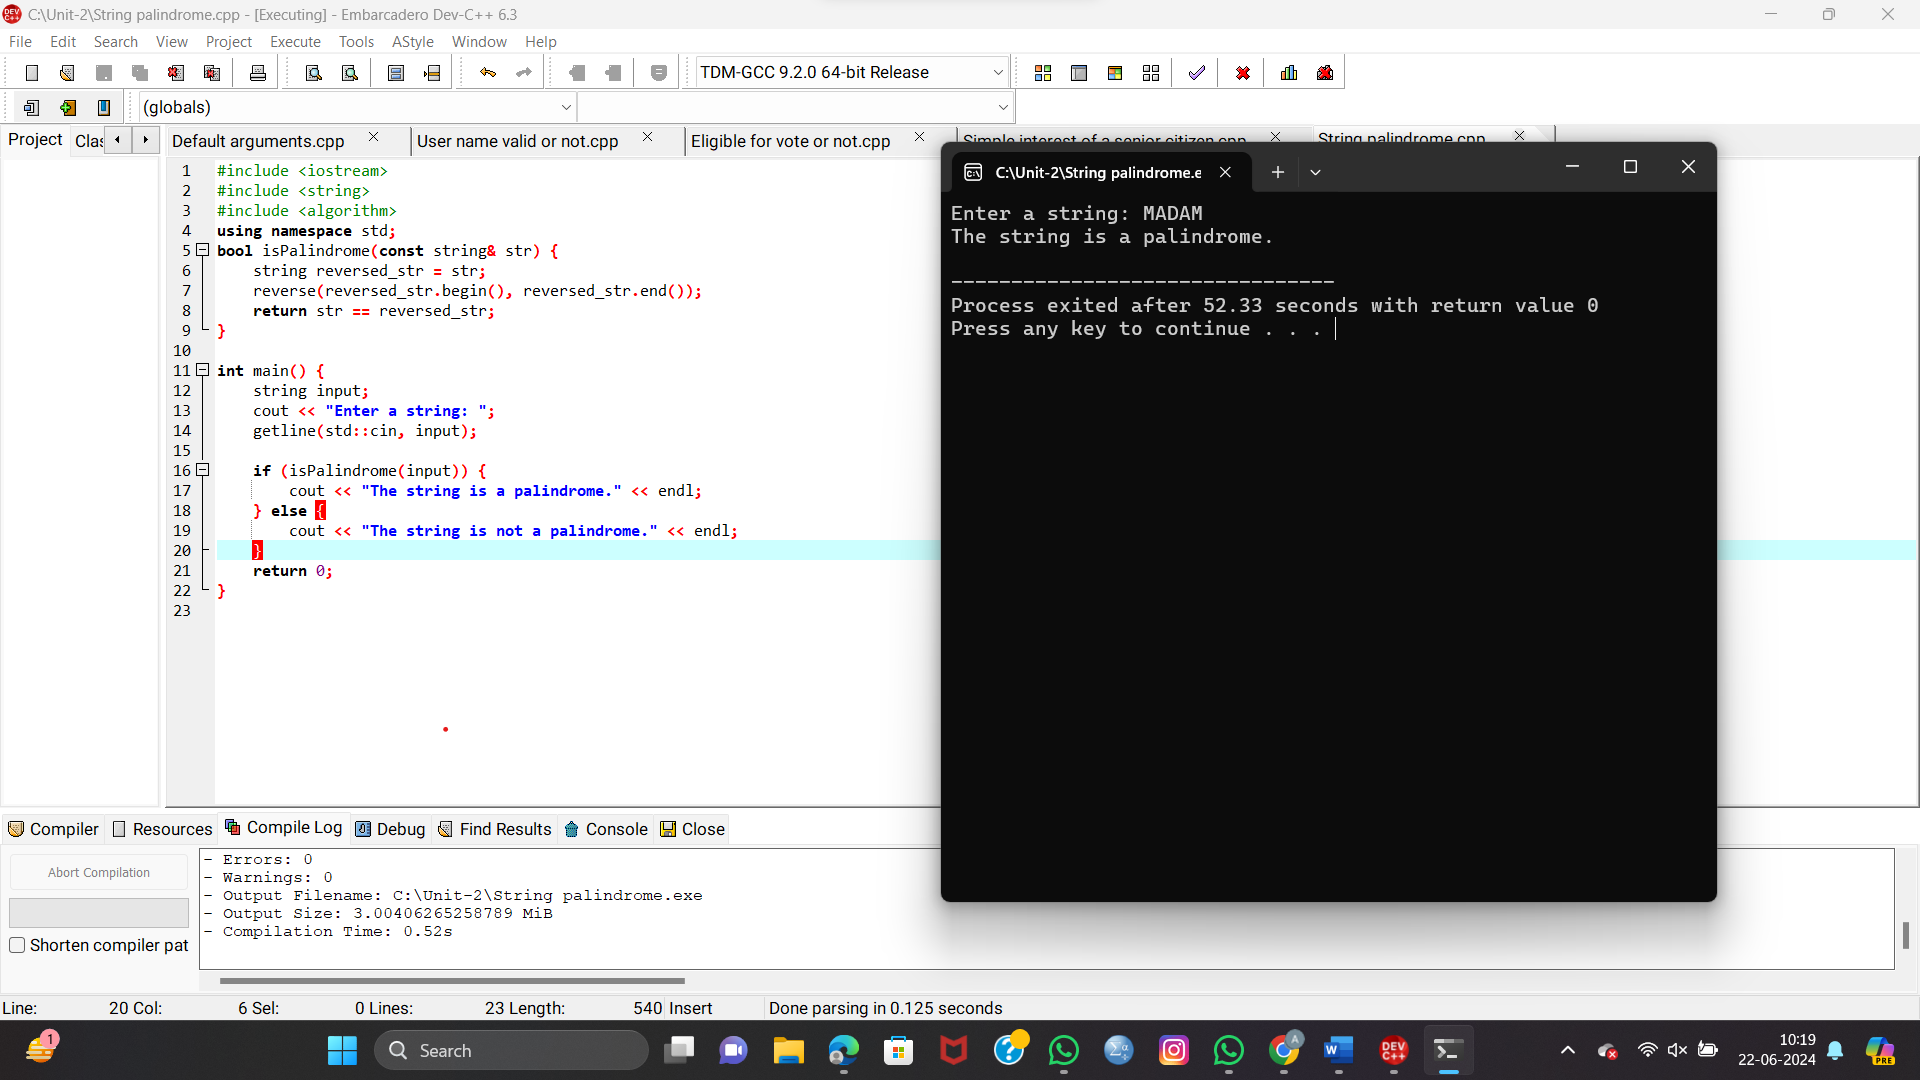 C:\Unit-2\String palindrome.cpp - [Executing] - Embarcadero Dev-C++ 6.3
File Edit Search View Project Execute Tools AStyle Window Help
TDM-GCC 9.2.0 64-bit Release
(globals)
Project Clas
Default arguments.cpp User name valid or not.cpp Eligible for vote or not.cpp Simple interest of a senior citizen.cpp String palindrome.cpp
1 #include <iostream>
2 #include <string>
3 #include <algorithm>
4 using namespace std;
5 bool isPalindrome(const string& str) {
6 string reversed_str = str;
7 reverse(reversed_str.begin(), reversed_str.end());
8 return str == reversed_str;
9 }
10
11 int main() {
12 string input;
13 cout << "Enter a string: ";
14 getline(std::cin, input);
15
16 if (isPalindrome(input)) {
17 cout << "The string is a palindrome." << endl;
18 } else {
19 cout << "The string is not a palindrome." << endl;
20 }
21 return 0;
22 }
23
C:\Unit-2\String palindrome.e
Enter a string: MADAM
The string is a palindrome.
--------------------------------
Process exited after 52.33 seconds with return value 0
Press any key to continue . . .
Compiler Resources Compile Log Debug Find Results Console Close
Abort Compilation
Shorten compiler pat
- Errors: 0
- Warnings: 0
- Output Filename: C:\Unit-2\String palindrome.exe
- Output Size: 3.00406265258789 MiB
- Compilation Time: 0.52s
Line: 20 Col: 6 Sel: 0 Lines: 23 Length: 540 Insert Done parsing in 0.125 seconds
1
Search
A
DEV C++
10:19
22-06-2024
PRE